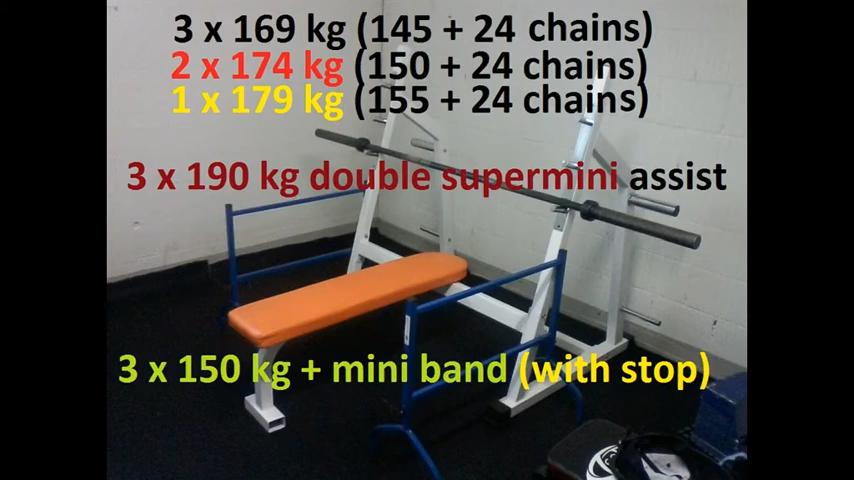 3 x 169 kg (145 + 24 chains)
2 x 174 kg (150 + 24 chains)
1 x 179 kg (155 + 24 chains)
3 x 190 kg double supermini assist
3 x 150 kg + mini band (with stop)